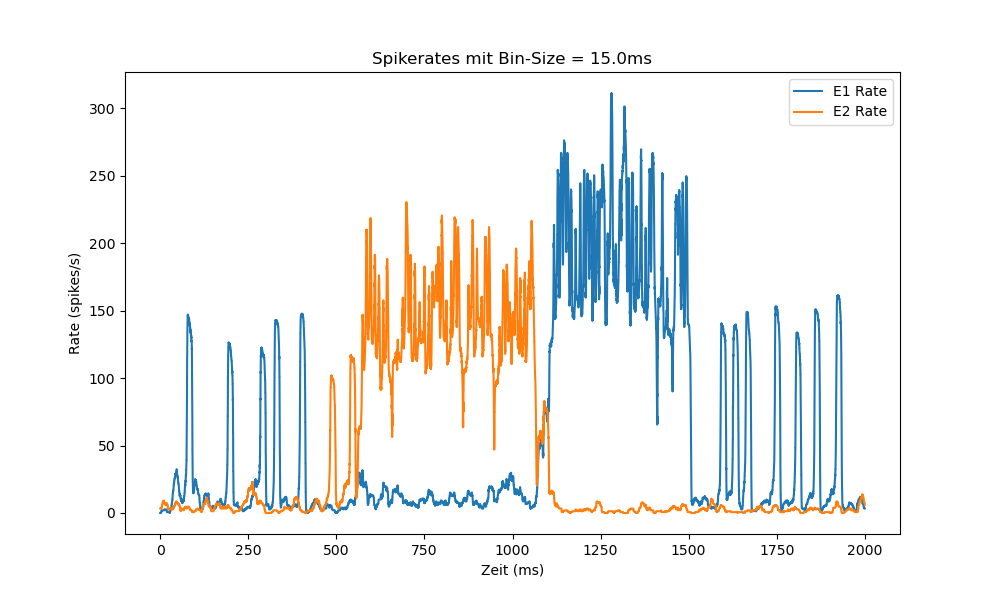 Spikerates mit Bin-Size = 15.0ms
E1 Rate
E2 Rate
300
250
200
150
100
50
0
Rate (spikes/s)
0 250 500 750 1000 1250 1500 1750 2000
Zeit (ms)